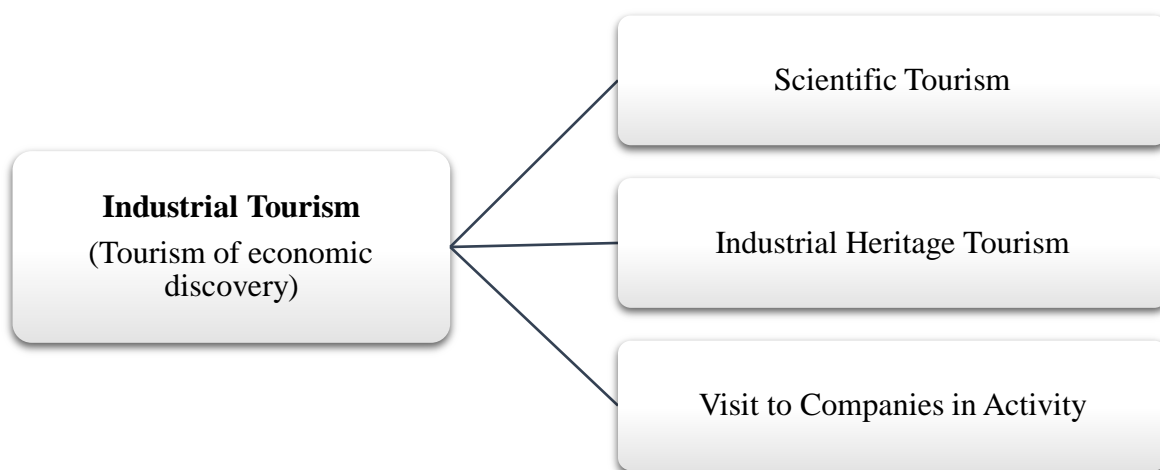 Scientific Tourism
Industrial Tourism
(Tourism of economic
discovery)
Industrial Heritage Tourism
Visit to Companies in Activity